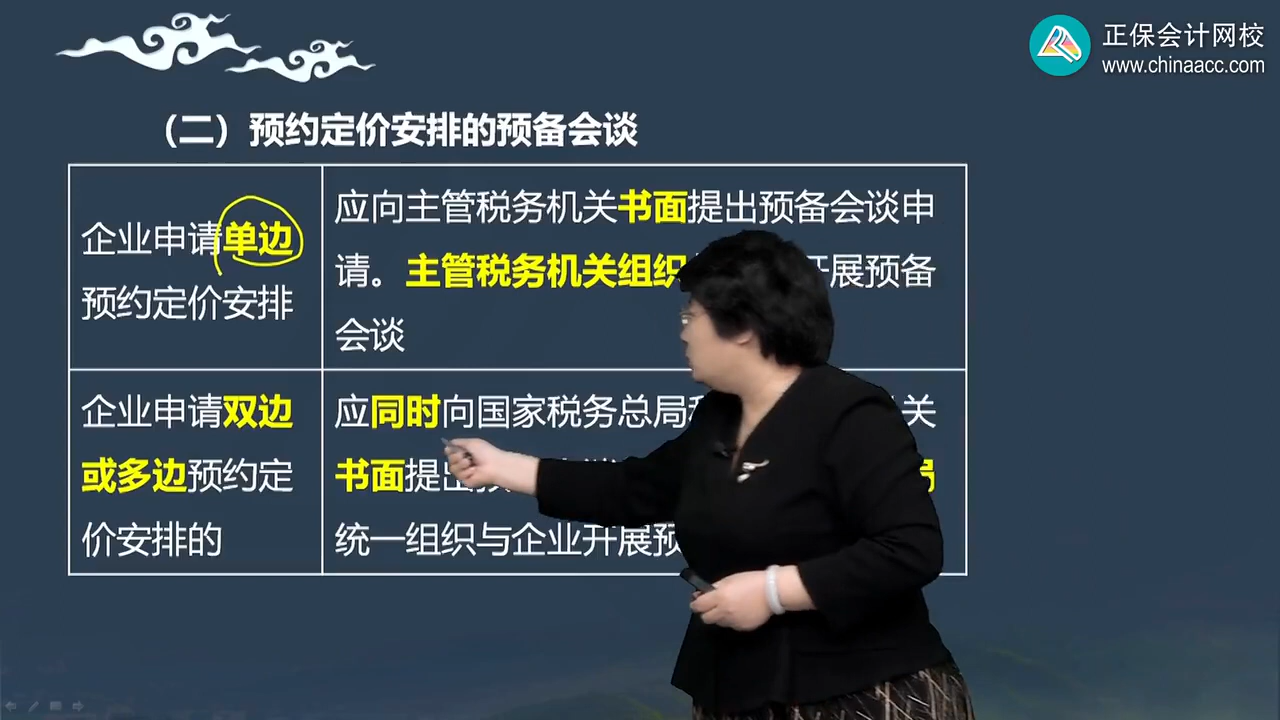 正保会计网校
www.chinaacc.com
（二）预约定价安排的预备会谈
企业申请单边
预约定价安排
应向主管税务机关书面提出预备会谈申
请。主管税务机关组织 开展预备
会谈
企业申请双边
或多边预约定
价安排的
应同时向国家税务总局 关
书面提出预 局
统一组织与企业开展预